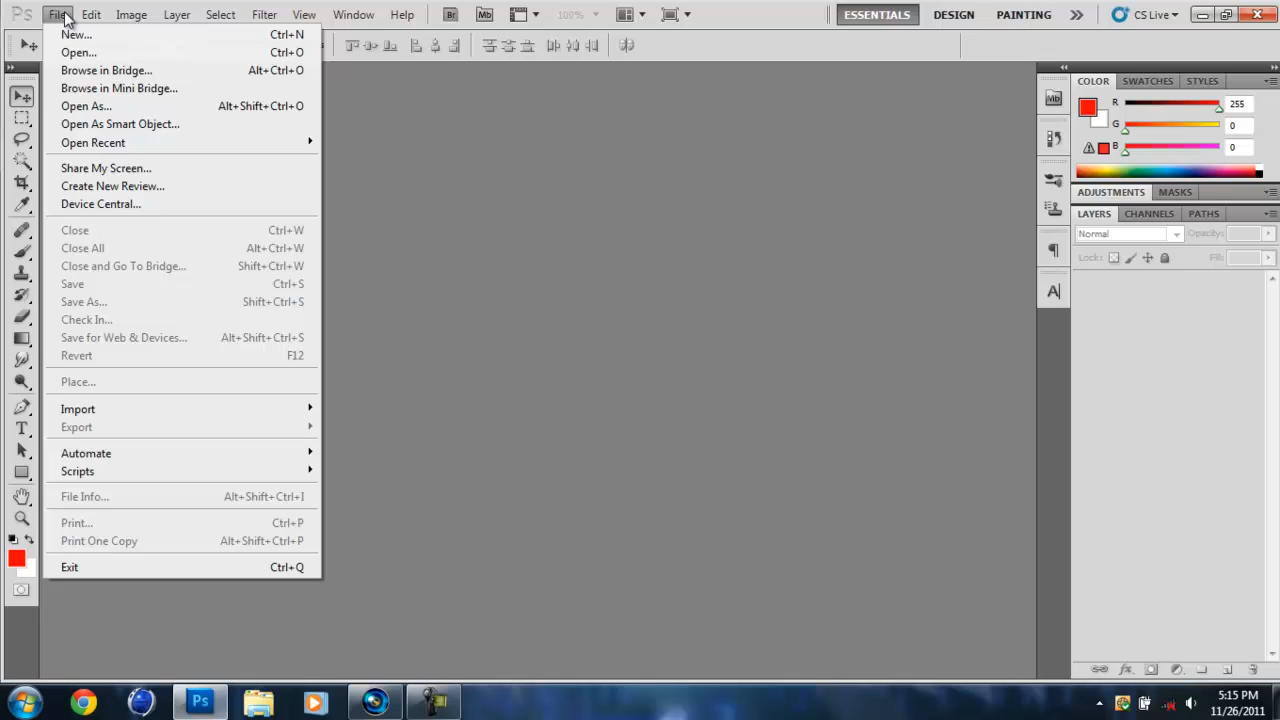 Ps File Edit Image Layer Select Filter View Window Help Br Mb 100% ESSENTIALS DESIGN PAINTING CS Live
New... Ctrl+N
Open... Ctrl+O
Browse in Bridge... Alt+Ctrl+O
Browse in Mini Bridge...
Open As... Alt+Shift+Ctrl+O
Open As Smart Object...
Open Recent
Share My Screen...
Create New Review...
Device Central...
Close Ctrl+W
Close All Alt+Ctrl+W
Close and Go To Bridge... Shift+Ctrl+W
Save Ctrl+S
Save As... Shift+Ctrl+S
Check In...
Save for Web & Devices... Alt+Shift+Ctrl+S
Revert F12
Place...
Import
Export
Automate
Scripts
File Info... Alt+Shift+Ctrl+I
Print... Ctrl+P
Print One Copy Alt+Shift+Ctrl+P
Exit Ctrl+Q
Mb
A
COLOR SWATCHES STYLES
R 255
G 0
B 0
ADJUSTMENTS MASKS
LAYERS CHANNELS PATHS
Normal Opacity:
Lock: Fill:
Ps
5:15 PM
11/26/2011